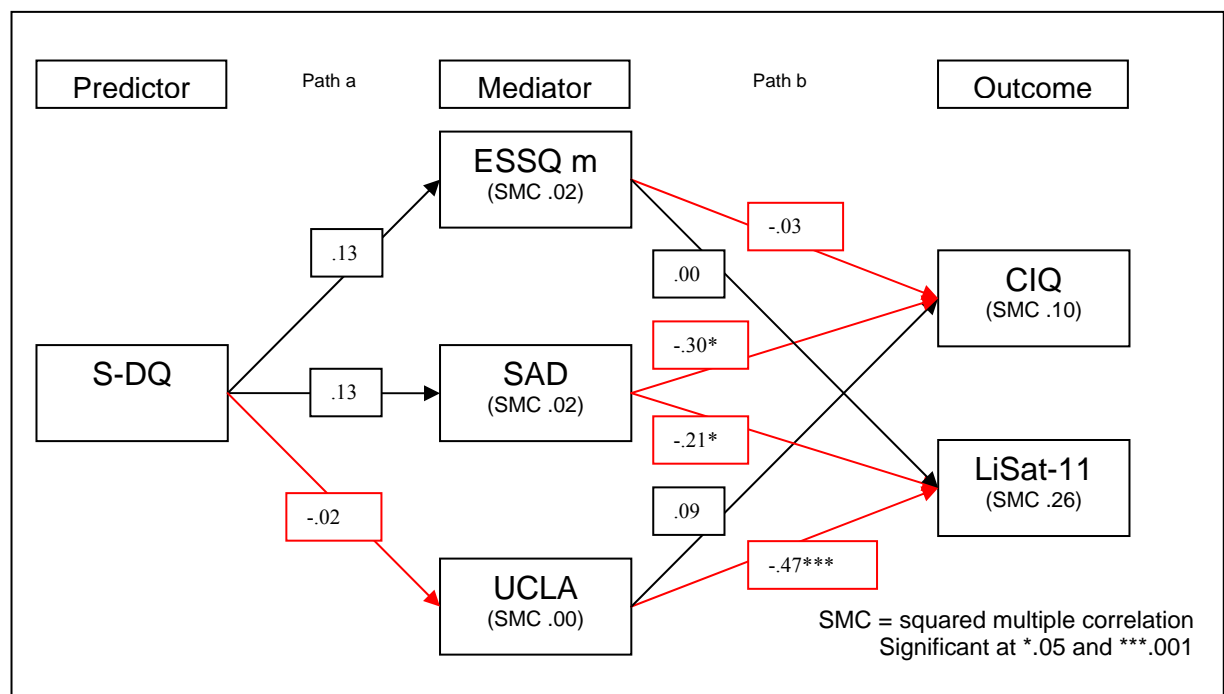 Predictor
Path a
Mediator
Path b
Outcome
ESSQ m
(SMC .02)
-.03
.13
.00
CIQ
(SMC .10)
S-DQ
.13
SAD
(SMC .02)
-.30*
-.21*
LiSat-11
(SMC .26)
-.02
.09
-.47***
UCLA
(SMC .00)
SMC = squared multiple correlation
Significant at *.05 and ***.001